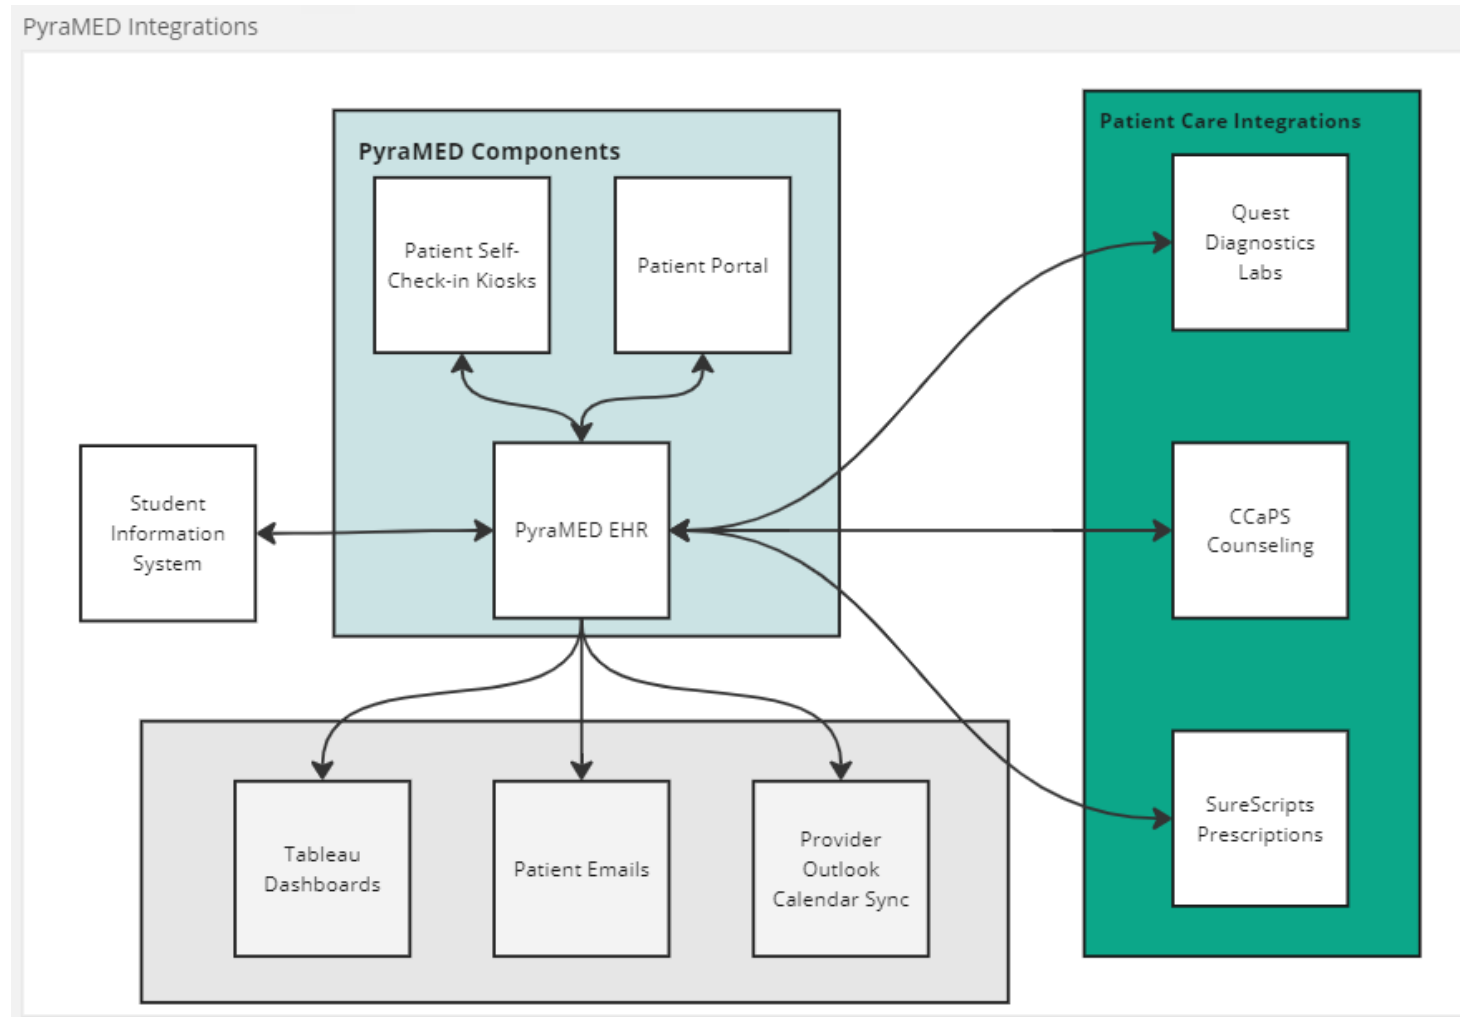 PyraMED Integrations
PyraMED Components
Patient Self-
Check-in Kiosks
Patient Portal
Student
Information
System
PyraMED EHR
Tableau
Dashboards
Patient Emails
Provider
Outlook
Calendar Sync
Patient Care Integrations
Quest
Diagnostics
Labs
CCaPS
Counseling
SureScripts
Prescriptions